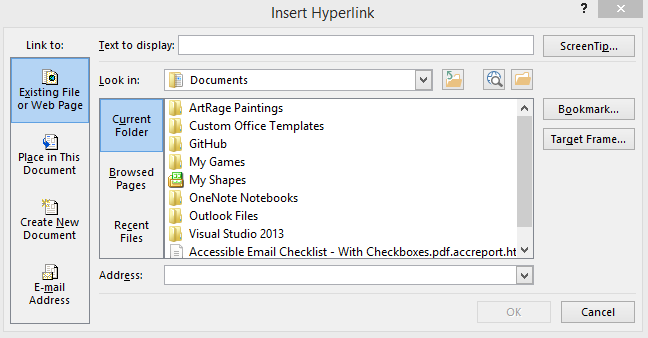 Insert Hyperlink
?
Link to:
Text to display:
ScreenTip...
Existing File
or Web Page
Place in This
Document
Create New
Document
E-mail
Address
Look in:
Documents
Current
Folder
Browsed
Pages
Recent
Files
ArtRage Paintings
Custom Office Templates
GitHub
My Games
My Shapes
OneNote Notebooks
Outlook Files
Visual Studio 2013
Accessible Email Checklist - With Checkboxes.pdf.accreport.ht
Bookmark...
Target Frame...
Address:
OK
Cancel